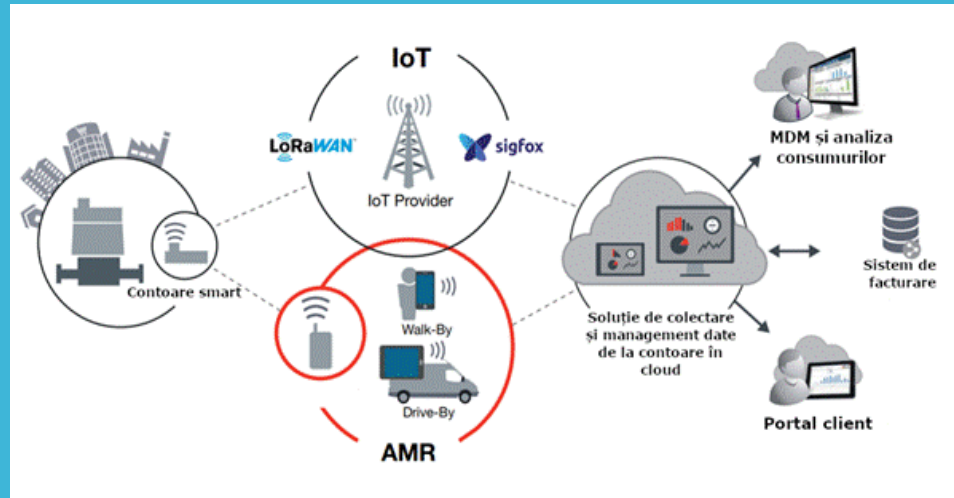 IoT
LoRaWAN
sigfox
IoT Provider
Contoare smart
Walk-By
Drive-By
AMR
Soluție de colectare
și management date
de la contoare în
cloud
MDM și analiza
consumurilor
Sistem de
facturare
Portal client